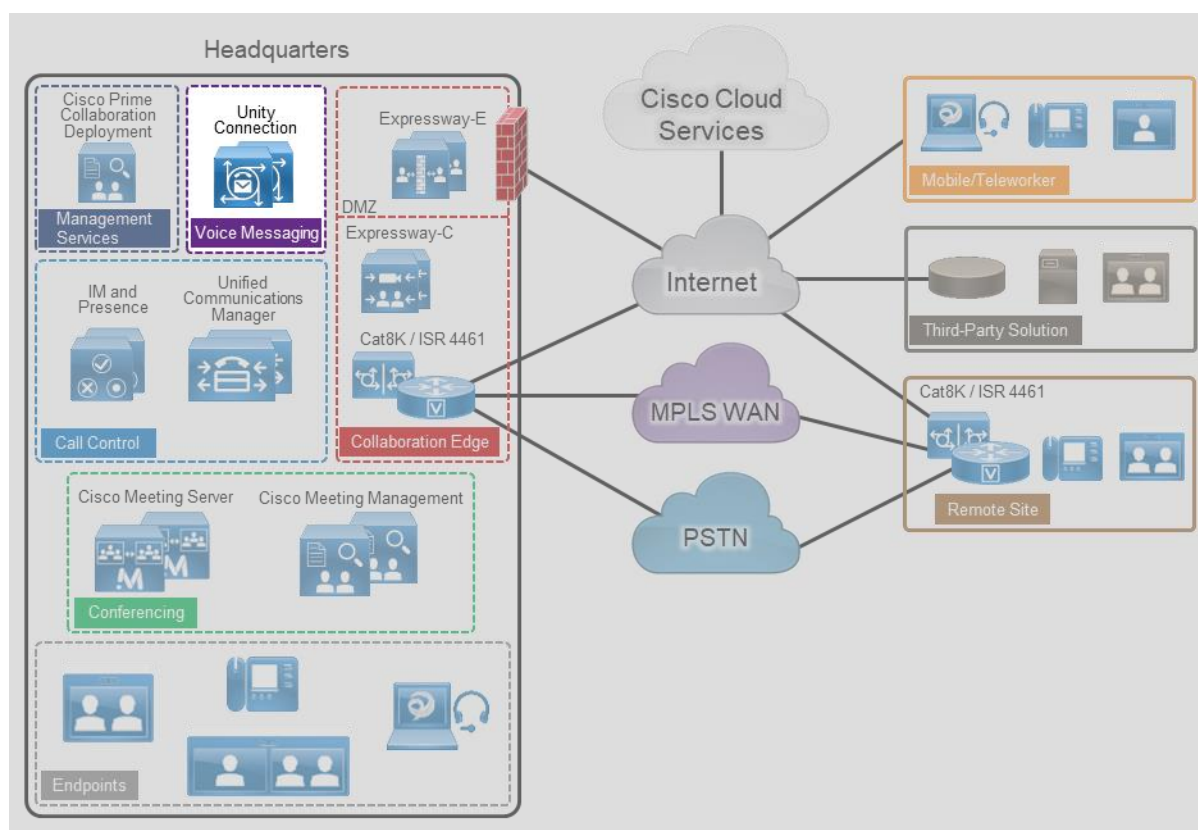 Headquarters
Cisco Prime
Collaboration
Deployment
Management
Services
Unity
Connection
Voice Messaging
Expressway-E
DMZ
Expressway-C
Cat8K / ISR 4461
V
Collaboration Edge
IM and
Presence
Unified
Communications
Manager
Call Control
Cisco Meeting Server
M
M
Cisco Meeting Management
Conferencing
Endpoints
Cisco Cloud
Services
Internet
MPLS WAN
PSTN
Mobile/Teleworker
Third-Party Solution
Cat8K / ISR 4461
V
Remote Site